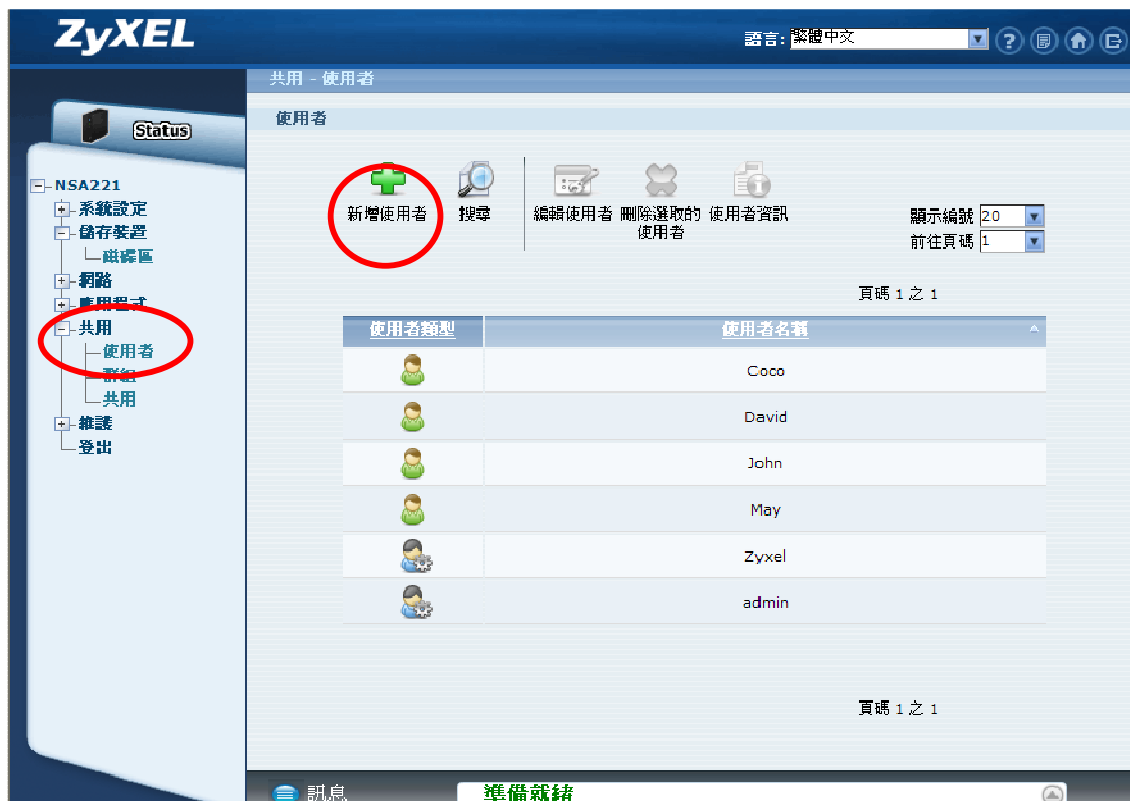 ZyXEL
語言: 繁體中文
共用 - 使用者
Status
使用者
NSA221
系統設定
儲存裝置
磁碟區
網路
應用程式
共用
使用者
群組
共用
維護
登出
新增使用者
搜尋
編輯使用者
刪除選取的
使用者
使用者資訊
顯示編號 20
前往頁碼 1
頁碼 1 之 1
使用者類型 使用者名稱
Coco
David
John
May
Zyxel
admin
頁碼 1 之 1
訊息 準備就緒